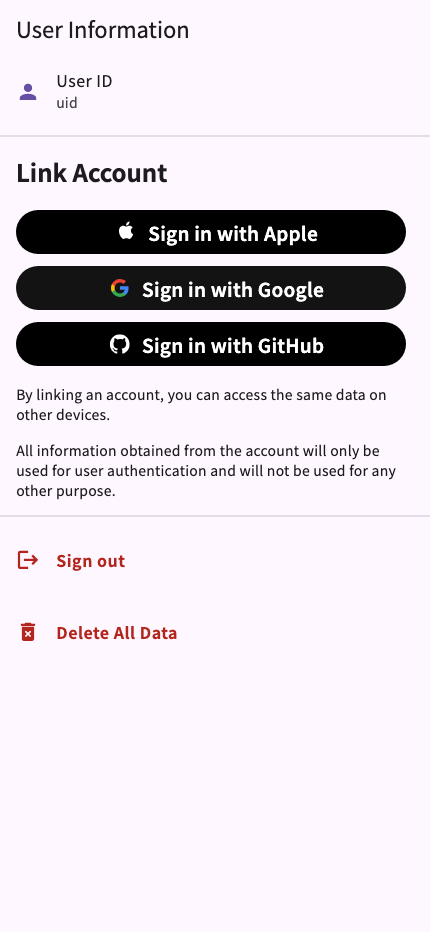 User Information
User ID
uid
Link Account
Sign in with Apple
Sign in with Google
Sign in with GitHub
By linking an account, you can access the same data on
other devices.
All information obtained from the account will only be
used for user authentication and will not be used for any
other purpose.
Sign out
Delete All Data